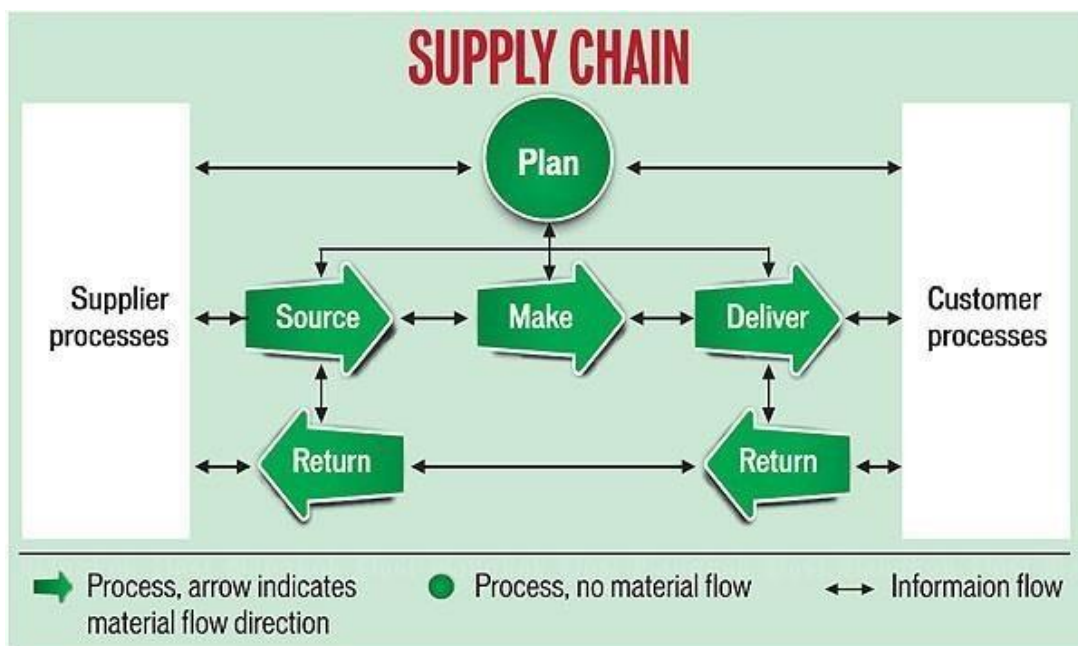 SUPPLY CHAIN
Plan
Supplier
processes
Source
Make
Deliver
Customer
processes
Return
Return
Process, arrow indicates
material flow direction
Process, no material flow
Informaion flow